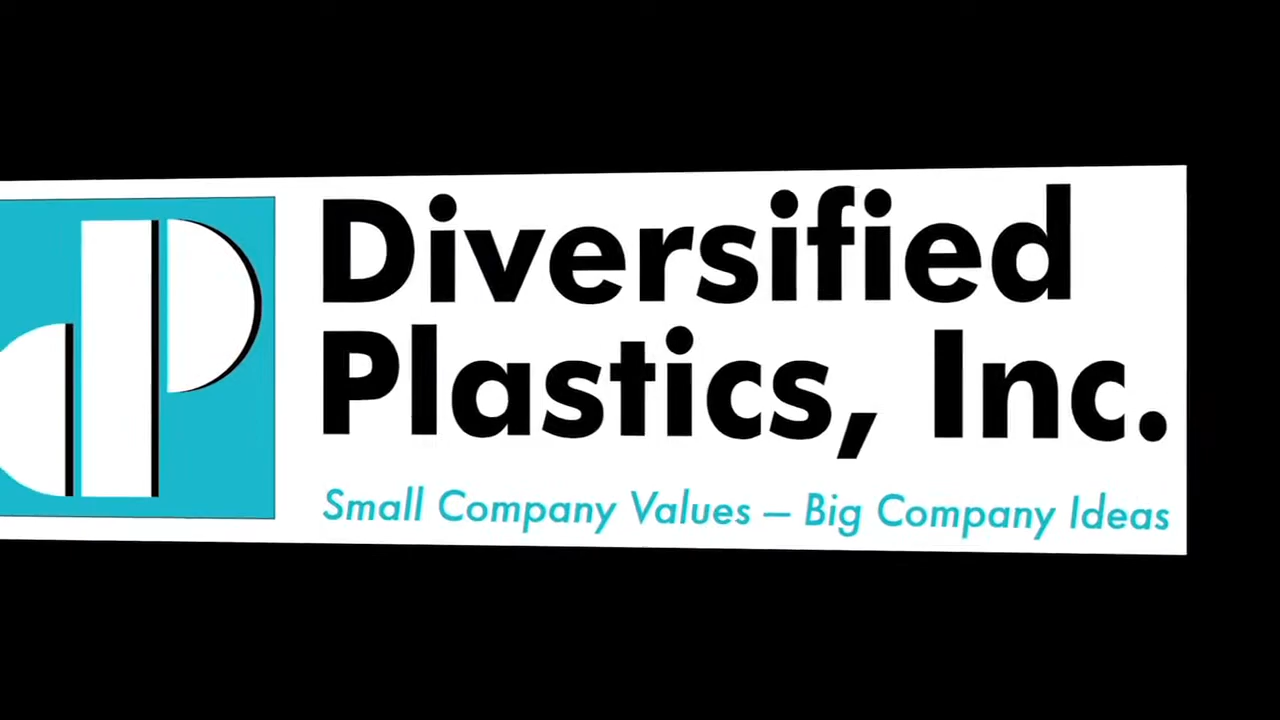 Diversified
Plastics, Inc.
Small Company Values – Big Company Ideas